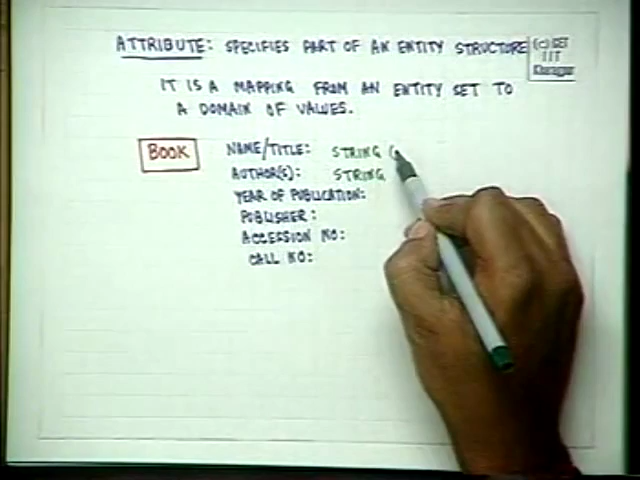 ATTRIBUTE: SPECIFIES PART OF AN ENTITY STRUCTURE
(c) CET
IIT
Kharagpur
IT IS A MAPPING FROM AN ENTITY SET TO
A DOMAIN OF VALUES.
BOOK NAME/TITLE: STRING (
AUTHOR(S): STRING
YEAR OF PUBLICATION:
PUBLISHER:
ACCESSION NO:
CALL NO: